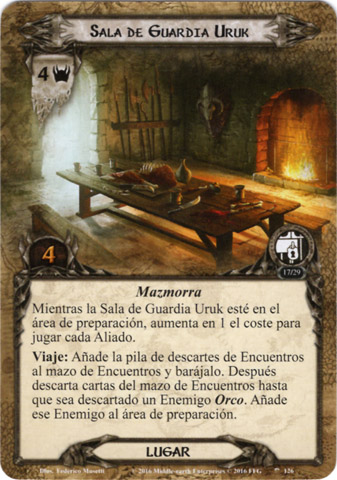 Sala de Guardia Uruk
4
4
17/29
Mazmorra
Mientras la Sala de Guardia Uruk esté en el
área de preparación, aumenta en 1 el coste para
jugar cada Aliado.
Viaje: Añade la pila de descartes de Encuentros
al mazo de Encuentros y barájalo. Después
descarta cartas del mazo de Encuentros hasta
que sea descartado un Enemigo Orco. Añade
ese Enemigo al área de preparación.
LUGAR
Ilus. Federico Musetti © 2016 Middle-earth Enterprises © 2016 FFG 126